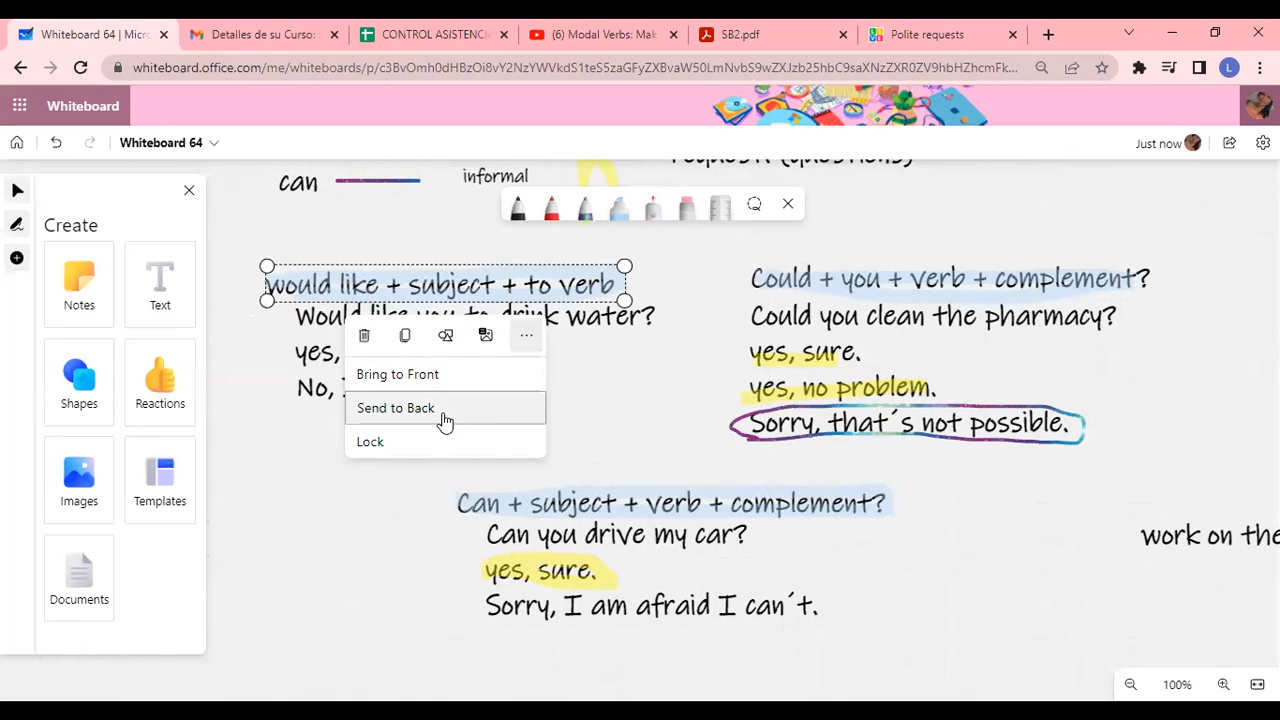 Whiteboard 64 | Micr
Detalles de su Curso:
CONTROL ASISTENCI
(6) Modal Verbs: Mak
SB2.pdf
Polite requests
whiteboard.office.com/me/whiteboards/p/
L
Whiteboard
Whiteboard 64
Just now
can
informal
request (questions)
Create
Notes
Text
Shapes
Reactions
Images
Templates
Documents
would like + subject + to verb
Would like you to drink water?
yes,
No,
Bring to Front
Send to Back
Lock
Could + you + verb + complement?
Could you clean the pharmacy?
yes, sure.
yes, no problem.
Sorry, that´s not possible.
Can + subject + verb + complement?
Can you drive my car?
yes, sure.
Sorry, I am afraid I can´t.
work on the
100%